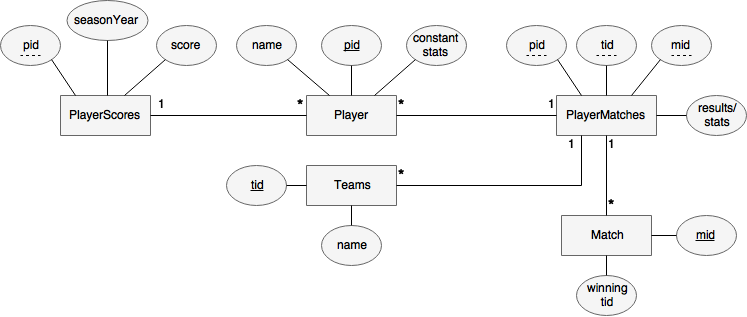 seasonYear
pid
score
name
pid
constant
stats
pid
tid
mid
PlayerScores
1
*
Player
*
1
PlayerMatches
results/
stats
1
1
tid
Teams
*
name
*
Match
mid
winning
tid